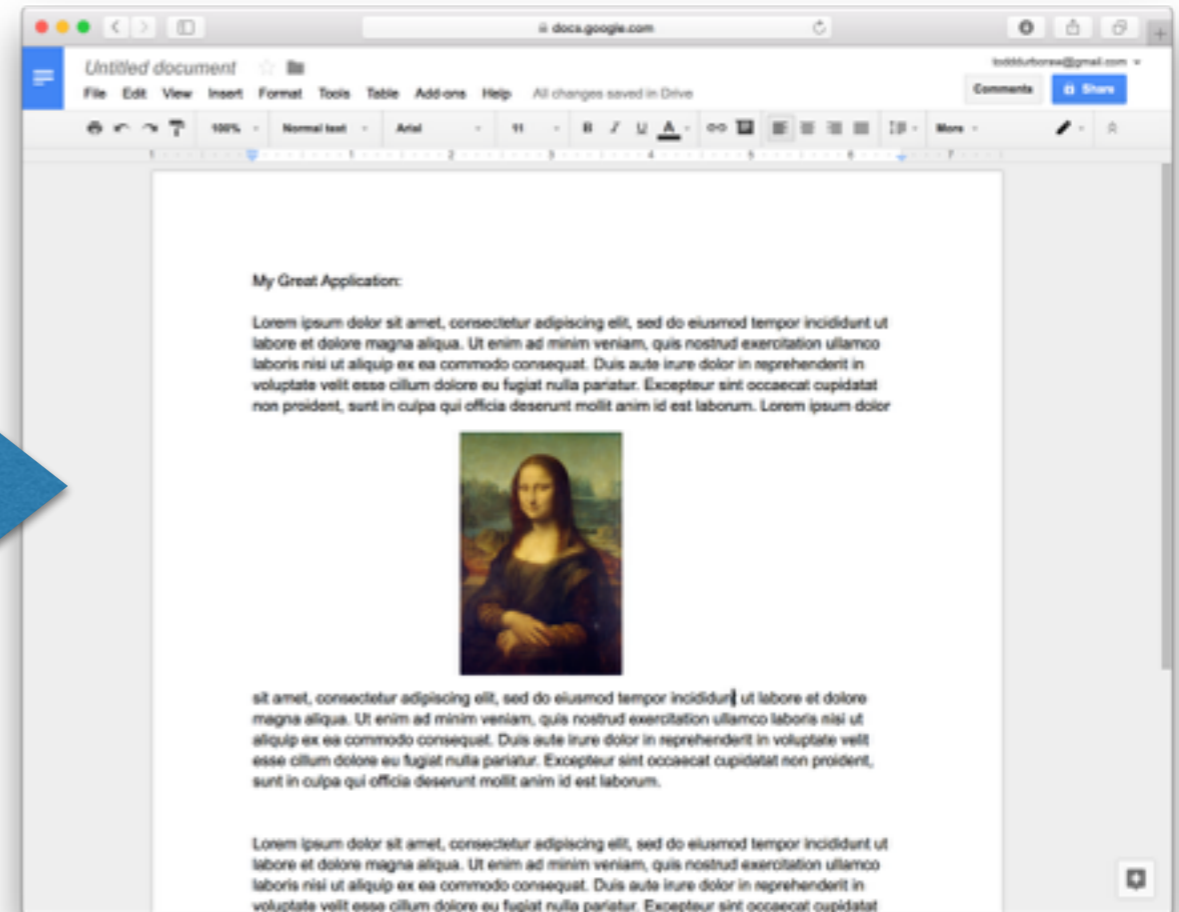 docs.google.com
Untitled document
File Edit View Insert Format Tools Table Add-ons Help All changes saved in Drive
Comments
Share
100% Normal text Arial 11 B I U A More
1 1 2 3 4 5 6 7
My Great Application:
Lorem ipsum dolor sit amet, consectetur adipiscing elit, sed do eiusmod tempor incididunt ut
labore et dolore magna aliqua. Ut enim ad minim veniam, quis nostrud exercitation ullamco
laboris nisi ut aliquip ex ea commodo consequat. Duis aute irure dolor in reprehenderit in
voluptate velit esse cillum dolore eu fugiat nulla pariatur. Excepteur sint occaecat cupidatat
non proident, sunt in culpa qui officia deserunt mollit anim id est laborum. Lorem ipsum dolor
sit amet, consectetur adipiscing elit, sed do eiusmod tempor incididunt ut labore et dolore
magna aliqua. Ut enim ad minim veniam, quis nostrud exercitation ullamco laboris nisi ut
aliquip ex ea commodo consequat. Duis aute irure dolor in reprehenderit in voluptate velit
esse cillum dolore eu fugiat nulla pariatur. Excepteur sint occaecat cupidatat non proident,
sunt in culpa qui officia deserunt mollit anim id est laborum.
Lorem ipsum dolor sit amet, consectetur adipiscing elit, sed do eiusmod tempor incididunt ut
labore et dolore magna aliqua. Ut enim ad minim veniam, quis nostrud exercitation ullamco
laboris nisi ut aliquip ex ea commodo consequat. Duis aute irure dolor in reprehenderit in
voluptate velit esse cillum dolore eu fugiat nulla pariatur. Excepteur sint occaecat cupidatat